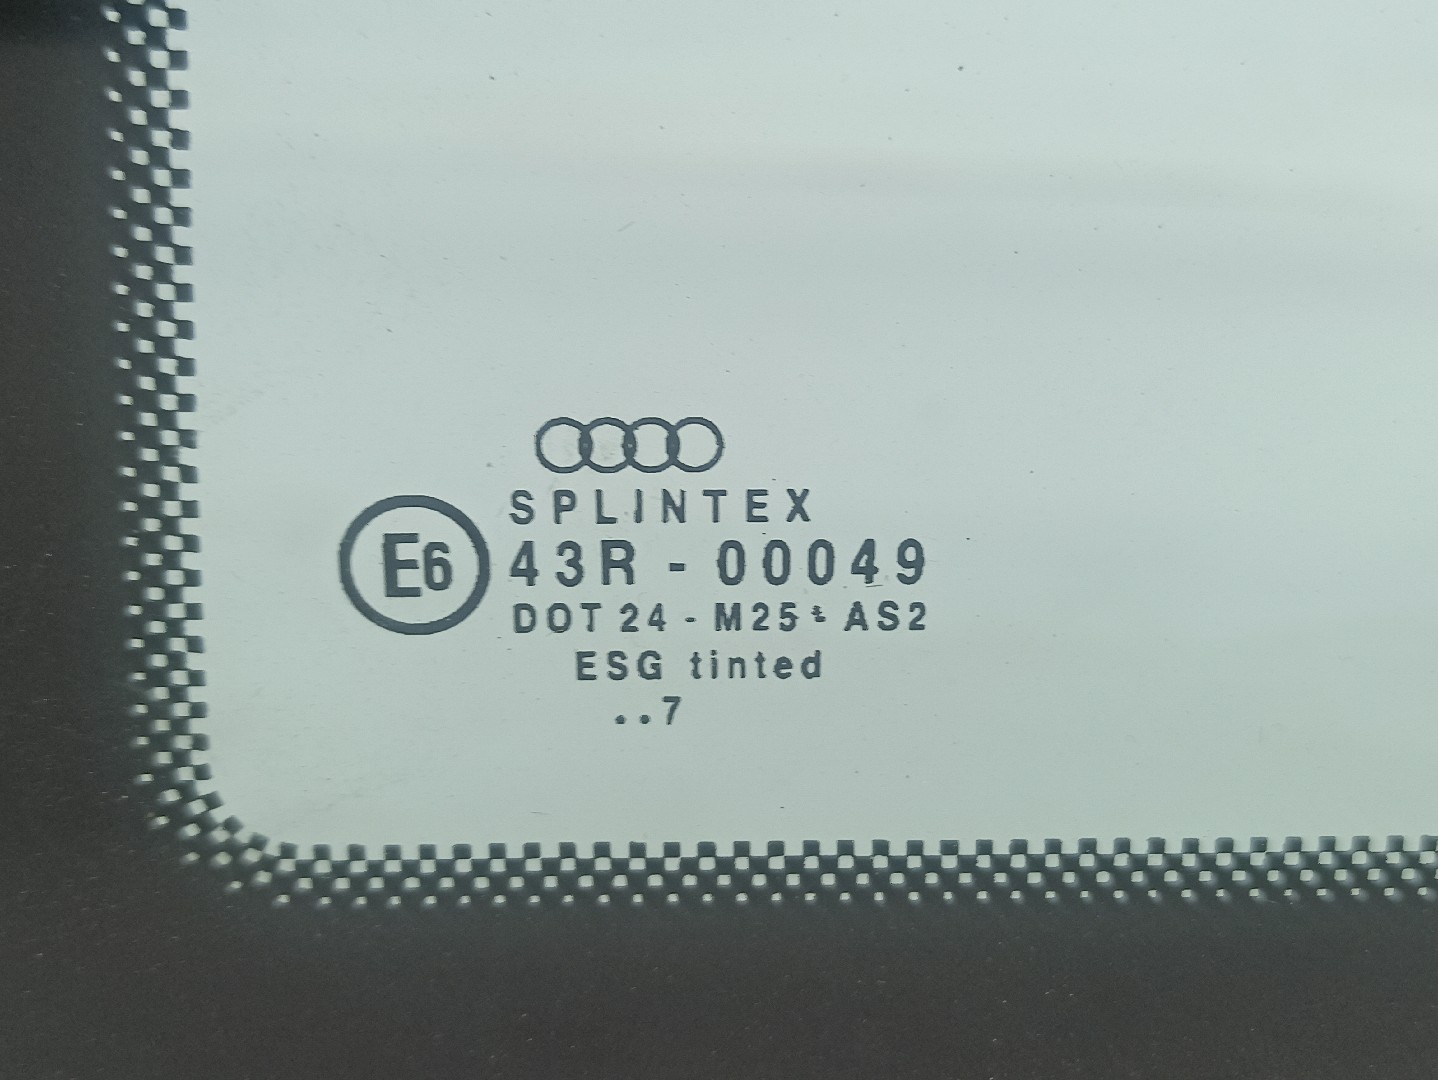 SPLINTEX
E6 43R - 00049
DOT 24 - M25 AS2
ESG tinted
..7